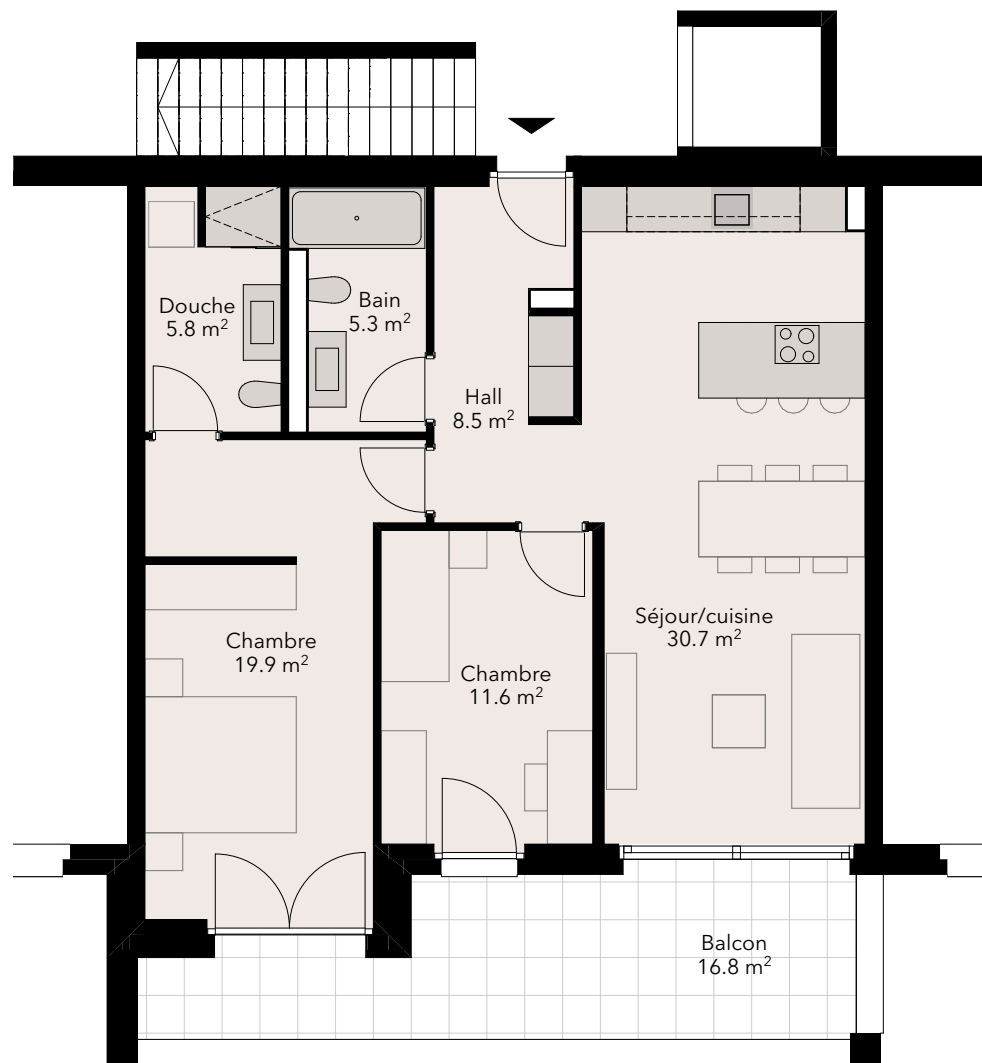 Douche
5.8 m²
Bain
5.3 m²
Hall
8.5 m²
Séjour/cuisine
30.7 m²
Chambre
19.9 m²
Chambre
11.6 m²
Balcon
16.8 m²